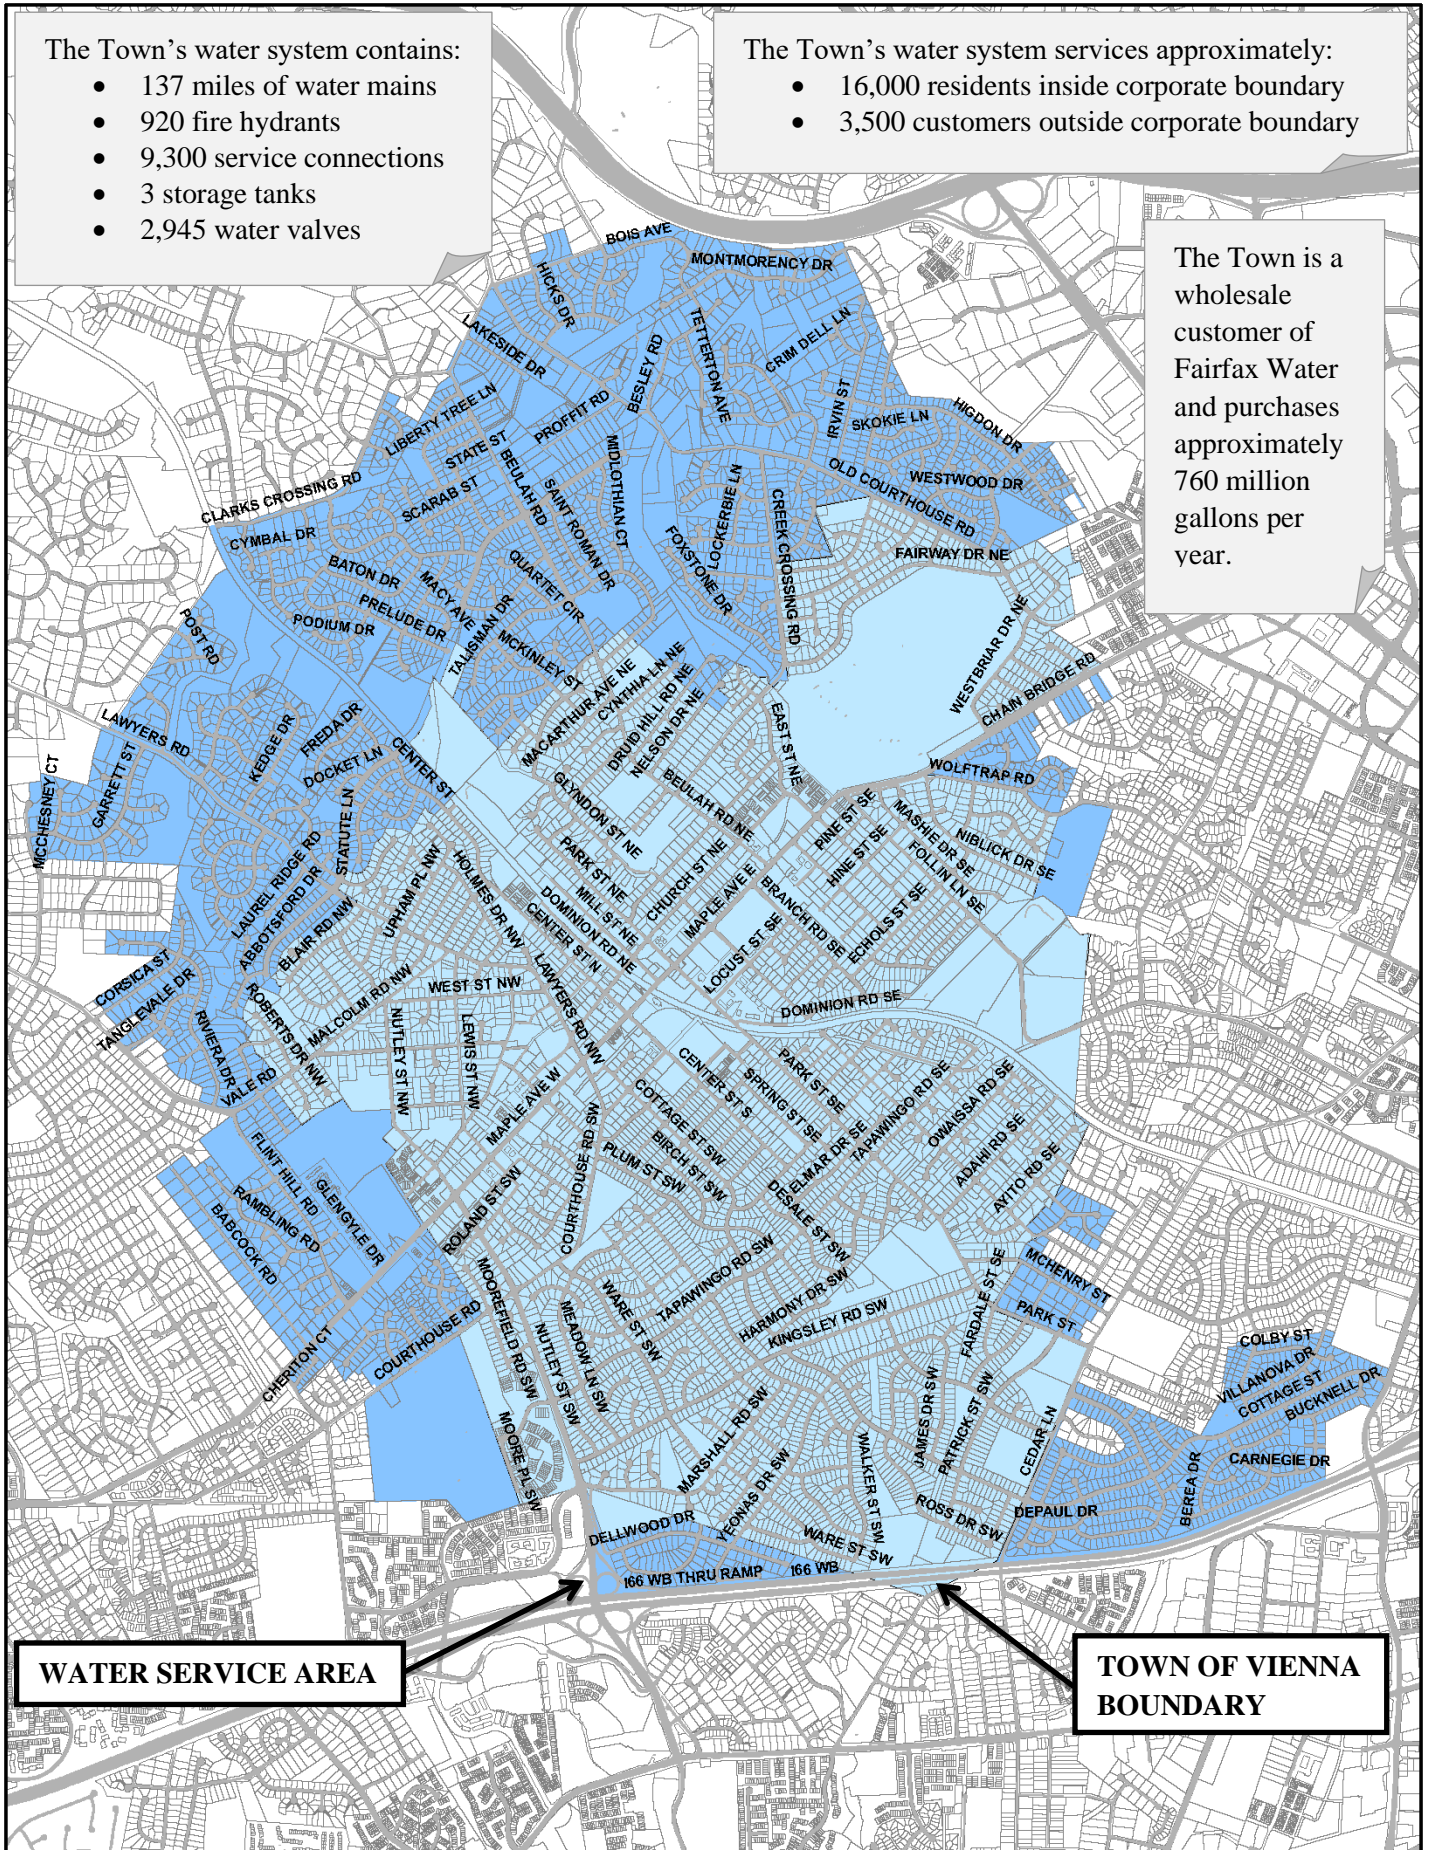 The Town's water system contains:
• 137 miles of water mains
• 920 fire hydrants
• 9,300 service connections
• 3 storage tanks
• 2,945 water valves
The Town's water system services approximately:
• 16,000 residents inside corporate boundary
• 3,500 customers outside corporate boundary
The Town is a
wholesale
customer of
Fairfax Water
and purchases
approximately
760 million
gallons per
year.
BOIS AVE
MONTMORENCY DR
HICKS DR
LAKESIDE DR
TETTERTON AVE
CRIM DELL LN
BESLEY RD
LIBERTY TREE LN
PROFFIT RD
IRVIN ST
SKOKIE LN
HIGDON DR
STATE ST
BEULAH RD
MIDLOTHIAN CT
OLD COURTHOUSE RD
WESTWOOD DR
CLARKS CROSSING RD
SCARAB ST
SAINT ROMAN DR
LOCKERBIE LN
CREEK CROSSING RD
CYMBAL DR
FOXSTONE DR
FAIRWAY DR NE
BATON DR
MACY AVE
QUARTET CIR
PRELUDE DR
PODIUM DR
TALISMAN DR
MCKINLEY ST
POST RD
WESTBRIAR DR NE
CHAIN BRIDGE RD
MACARTHUR AVE NE
CYNTHIA LN NE
DRUID HILL RD NE
NELSON DR NE
EAST ST NE
LAWYERS RD
KEDGE DR
FREDA DR
DOCKET LN
CENTER ST
GARRETT ST
MCCHESNEY CT
WOLFTRAP RD
GLYNDON ST NE
BEULAH RD NE
STATUTE LN
PINE ST SE
MASHIE DR SE
NIBLICK DR SE
HINE ST SE
FOLLIN LN SE
LAUREL RIDGE RD
ABBOTSFORD DR
BLAIR RD NW
UPHAM PL NW
HOLMES DR NW
PARK ST NE
MILL ST NE
DOMINION RD NE
CENTER ST N
CHURCH ST NE
MAPLE AVE E
BRANCH RD SE
ECHOLS ST SE
LOCUST ST SE
CORSICA ST
TANGLEVALE DR
RIVIERA DR
VALE RD
ROBERTS DR NW
MALCOLM RD NW
WEST ST NW
LAWYERS RD NW
NUTLEY ST NW
LEWIS ST NW
DOMINION RD SE
MAPLE AVE W
CENTER ST S
SPRING ST SE
PARK ST SE
TAPAWINGO RD SE
OWAISSA RD SE
COTTAGE ST SW
BIRCH ST SW
PLUM ST SW
COURTHOUSE RD SW
ELMAR DR SE
DESALE ST SW
ADAHI RD SE
AYITO RD SE
FLINT HILL RD
GLENGYLE DR
RAMBLING RD
BABCOCK RD
ROLAND ST SW
MOOREFIELD RD SW
TAPAWINGO RD SW
WARE ST SW
HARMONY DR SW
KINGSLEY RD SW
FARDALE ST SE
MCHENRY ST
PARK ST
COURTHOUSE RD
CHERITON CT
NUTLEY ST SW
MEADOW LN SW
MOORE PL SW
MARSHALL RD SW
YEONAS DR SW
WALKER ST SW
JAMES DR SW
PATRICK ST SW
CEDAR LN
COLBY ST
VILLANOVA DR
COTTAGE ST
BUCKNELL DR
CARNEGIE DR
BEREA DR
DEPAUL DR
ROSS DR SW
DELLWOOD DR
WARE ST SW
I66 WB THRU RAMP
I66 WB
WATER SERVICE AREA
TOWN OF VIENNA
BOUNDARY